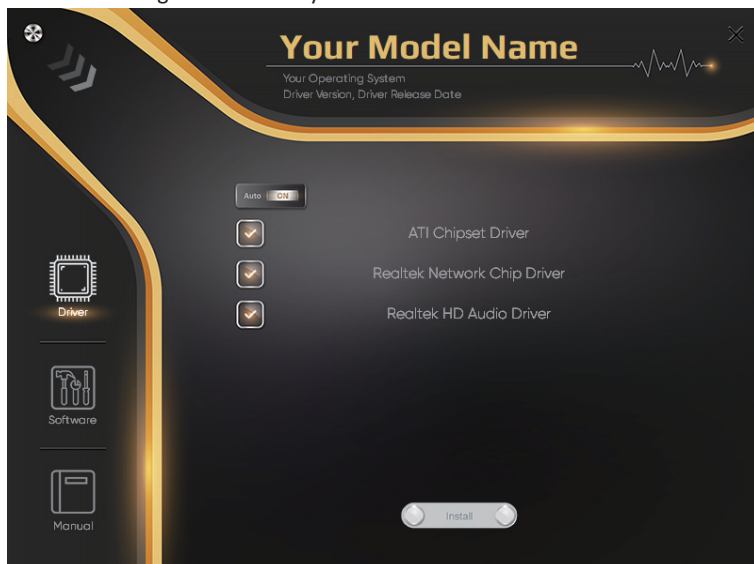 Your Model Name
Your Operating System
Driver Version, Driver Release Date
Auto ON
ATI Chipset Driver
Realtek Network Chip Driver
Realtek HD Audio Driver
Driver
Software
Manual
Install